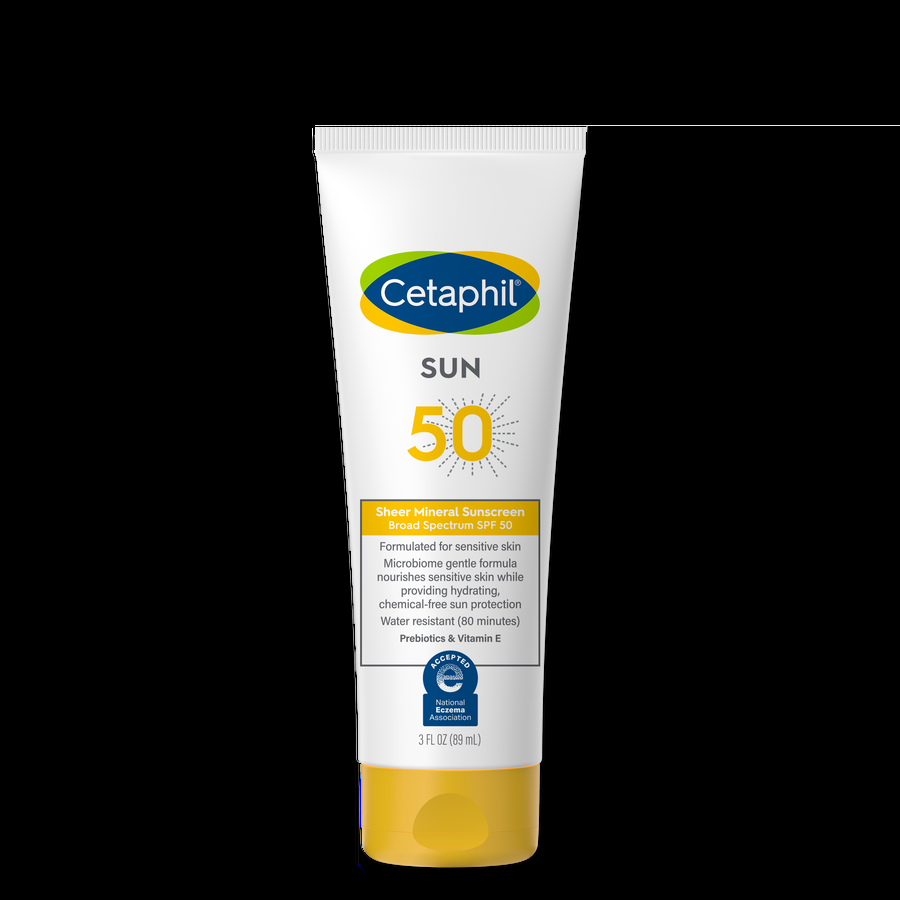 Cetaphil®
SUN
50
Sheer Mineral Sunscreen
Broad Spectrum SPF 50
Formulated for sensitive skin
Microbiome gentle formula
nourishes sensitive skin while
providing hydrating,
chemical-free sun protection
Water resistant (80 minutes)
Prebiotics & Vitamin E
ACCEPTED
e
National
Eczema
Association
3 FL OZ (89 mL)